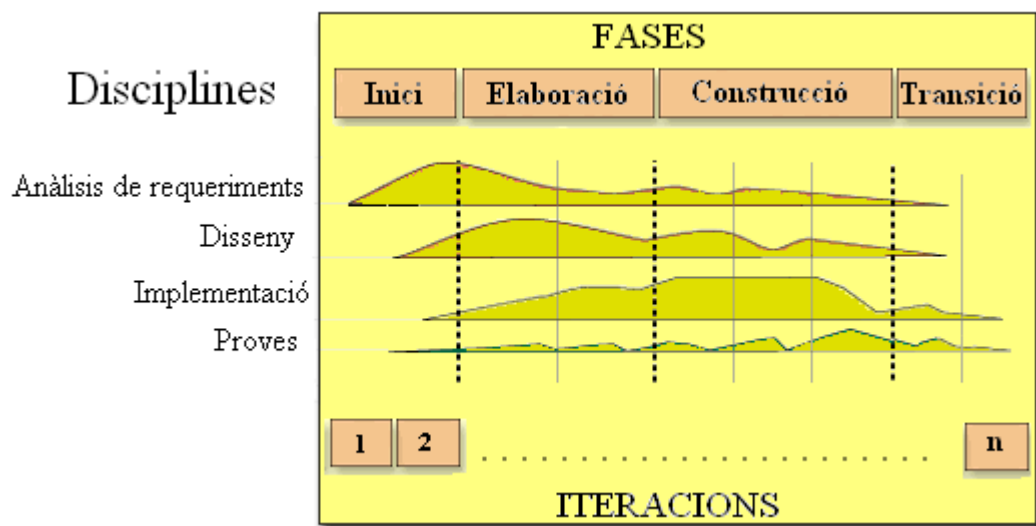 FASES
Disciplines
Inici Elaboració Construcció Transició
Anàlisis de requeriments
Disseny
Implementació
Proves
1 2 n
ITERACIONS